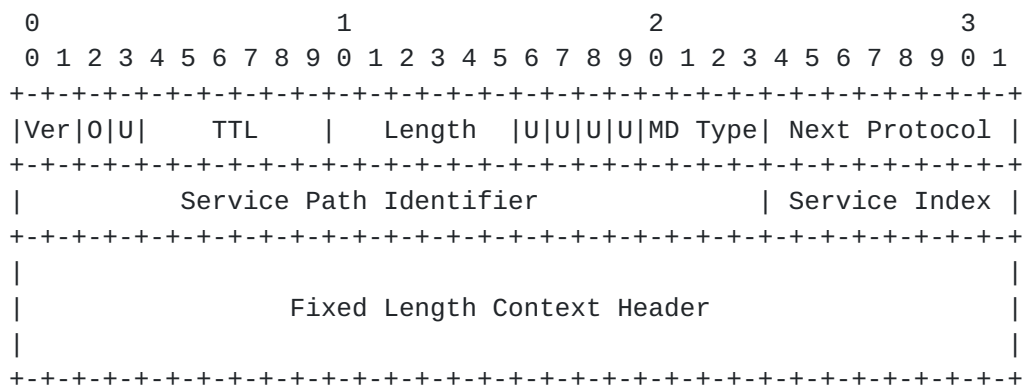 0                   1                   2                   3
 0 1 2 3 4 5 6 7 8 9 0 1 2 3 4 5 6 7 8 9 0 1 2 3 4 5 6 7 8 9 0 1
+-+-+-+-+-+-+-+-+-+-+-+-+-+-+-+-+-+-+-+-+-+-+-+-+-+-+-+-+-+-+-+-+
|Ver|O|U|    TTL    |   Length  |U|U|U|U|MD Type| Next Protocol |
+-+-+-+-+-+-+-+-+-+-+-+-+-+-+-+-+-+-+-+-+-+-+-+-+-+-+-+-+-+-+-+-+
|          Service Path Identifier              | Service Index |
+-+-+-+-+-+-+-+-+-+-+-+-+-+-+-+-+-+-+-+-+-+-+-+-+-+-+-+-+-+-+-+-+
|                                                               |
|                 Fixed Length Context Header                   |
|                                                               |
+-+-+-+-+-+-+-+-+-+-+-+-+-+-+-+-+-+-+-+-+-+-+-+-+-+-+-+-+-+-+-+-+